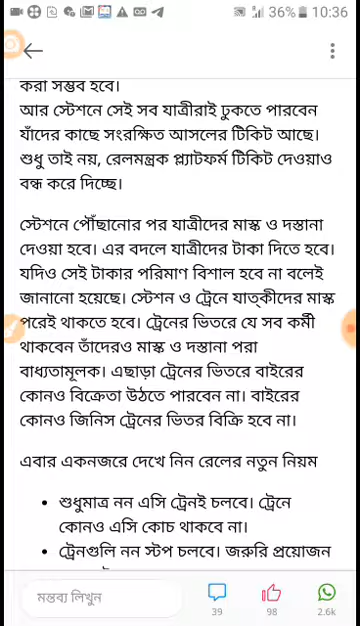 36% 10:36
করা সম্ভব হবে।
আর স্টেশনে সেই সব যাত্রীরাই ঢুকতে পারবেন
যাঁদের কাছে সংরক্ষিত আসলের টিকিট আছে।
শুধু তাই নয়, রেলমন্ত্রক প্ল্যাটফর্ম টিকিট দেওয়াও
বন্ধ করে দিচ্ছে।
স্টেশনে পৌঁছানোর পর যাত্রীদের মাস্ক ও দস্তানা
দেওয়া হবে। এর বদলে যাত্রীদের টাকা দিতে হবে।
যদিও সেই টাকার পরিমাণ বিশাল হবে না বলেই
জানানো হয়েছে। স্টেশন ও ট্রেনে যাত্কীদের মাস্ক
পরেই থাকতে হবে। ট্রেনের ভিতরে যে সব কর্মী
থাকবেন তাঁদেরও মাস্ক ও দস্তানা পরা
বাধ্যতামূলক। এছাড়া ট্রেনের ভিতরে বাইরের
কোনও বিক্রেতা উঠতে পারবেন না। বাইরের
কোনও জিনিস ট্রেনের ভিতর বিক্রি হবে না।
এবার একনজরে দেখে নিন রেলের নতুন নিয়ম
• শুধুমাত্র নন এসি ট্রেনই চলবে। ট্রেনে
কোনও এসি কোচ থাকবে না।
• ট্রেনগুলি নন স্টপ চলবে। জরুরি প্রয়োজন
মন্তব্য লিখুন
39 98 2.6k